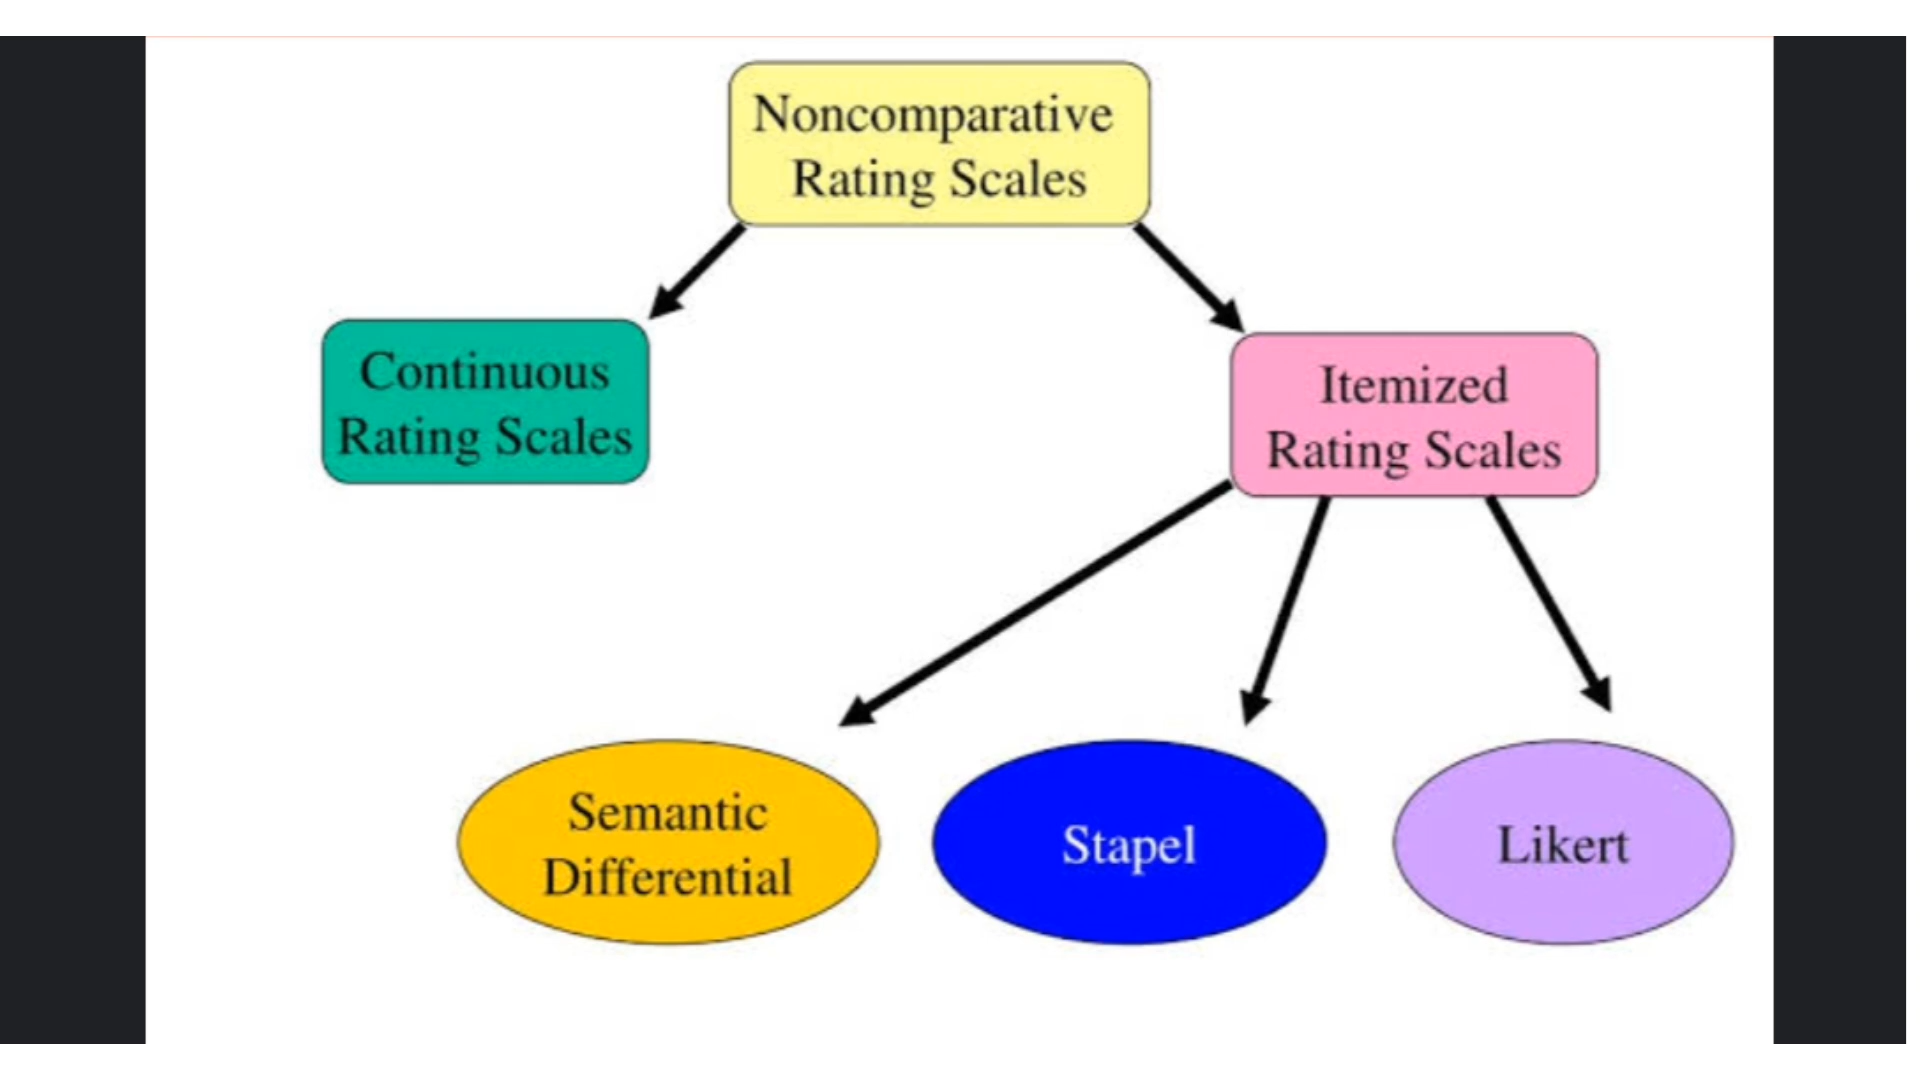 Noncomparative
Rating Scales
Continuous
Rating Scales
Itemized
Rating Scales
Semantic
Differential
Stapel
Likert